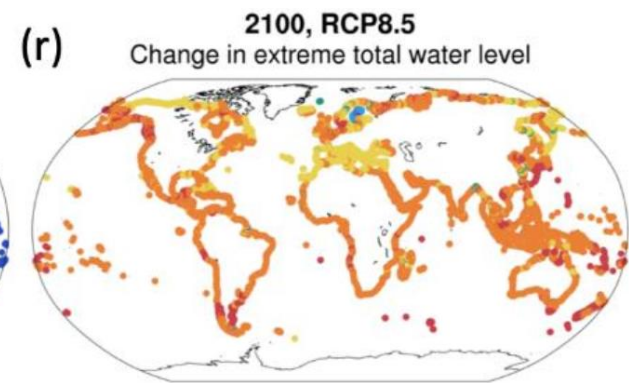 (r)
2100, RCP8.5
Change in extreme total water level